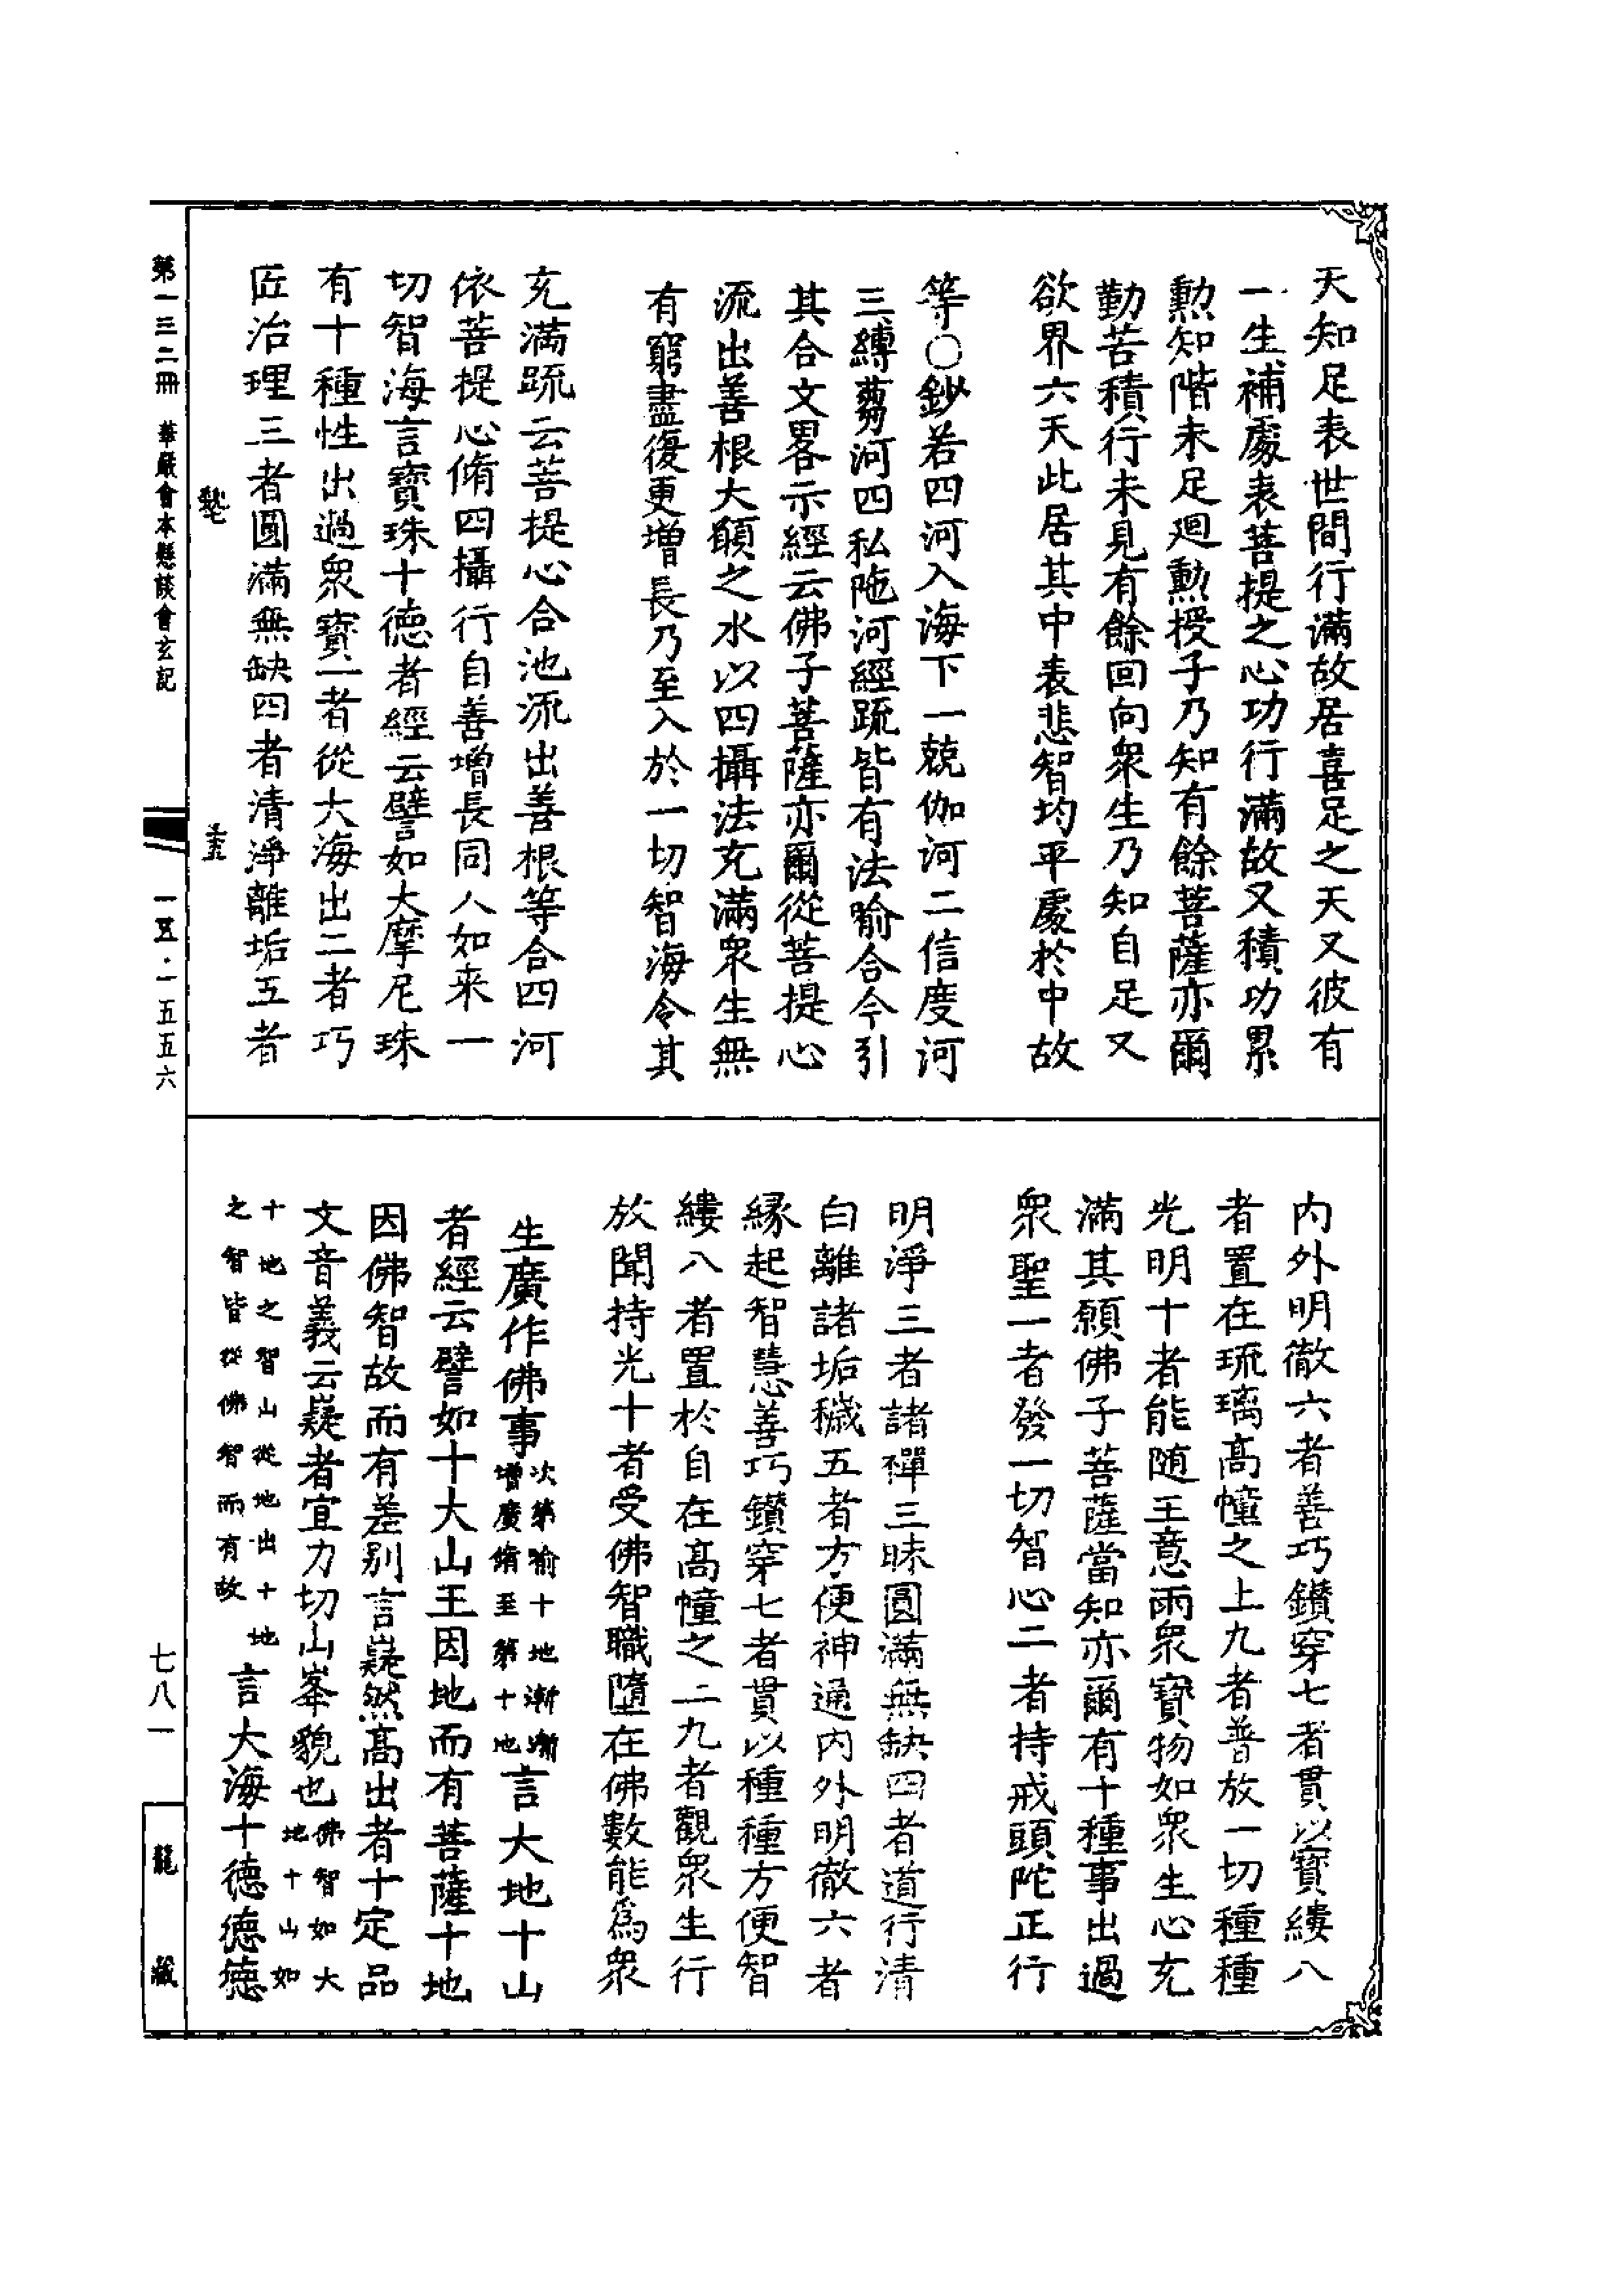 天知足表世間行滿故居喜足之天又彼有
一生補處表菩提之心功行滿故又積功累
勲知階未足廻勲授子乃知有餘菩薩亦爾
勤苦積行未見有餘回向衆生乃知自足又
欲界六天此居其中表悲智均平處於中故
等○鈔若四河入海下一兢伽河二信度河
三縛蒭河四私陁河經䟽皆有法喻合今引
其合文畧示經云佛子菩薩亦爾從菩提心
流出善根大願之水以四攝法充滿衆生無
有窮盡復更增長乃至入於一切智海令其
充滿䟽云菩提心合池流出善根等合四河
依菩提心脩四攝行自善增長同人如来一
切智海言寶珠十德者經云譬如大摩尼珠
有十種性出過衆寶一者從大海出二者巧
匠治理三者圓滿無缺四者清淨離垢五者
内外明徹六者善巧鑚穿七者貫以寶縷八
者置在琉璃髙幢之上九者普放一切種種
光明十者能随王意雨衆寶物如衆生心充
滿其願佛子菩薩當知亦爾有十種事出過
衆聖一者發一切智心二者持戒頭陀正行
明淨三者諸禪三昧圓滿無缺四者道行清
白離諸垢穢五者方便神通内外明徹六者
縁起智慧善巧鑚穿七者貫以種種方便智
縷八者置於自在髙幢之上九者觀衆生行
放聞持光十者受佛智職墮在佛數能爲衆
生廣作佛事次第喻十地漸漸增廣脩至第十地言大地十山
者經云譬如十大山王因地而有菩薩十地
因佛智故而有差别言嶷然髙出者十定品
文音義云嶷者宜力切山峯貌也佛智如大地十山如
十地之智山從地出十地之智皆從佛智而有故言大海十德德德
第一三二冊 華嚴會本懸談會玄記
一五·一五五六
七八一
龍藏